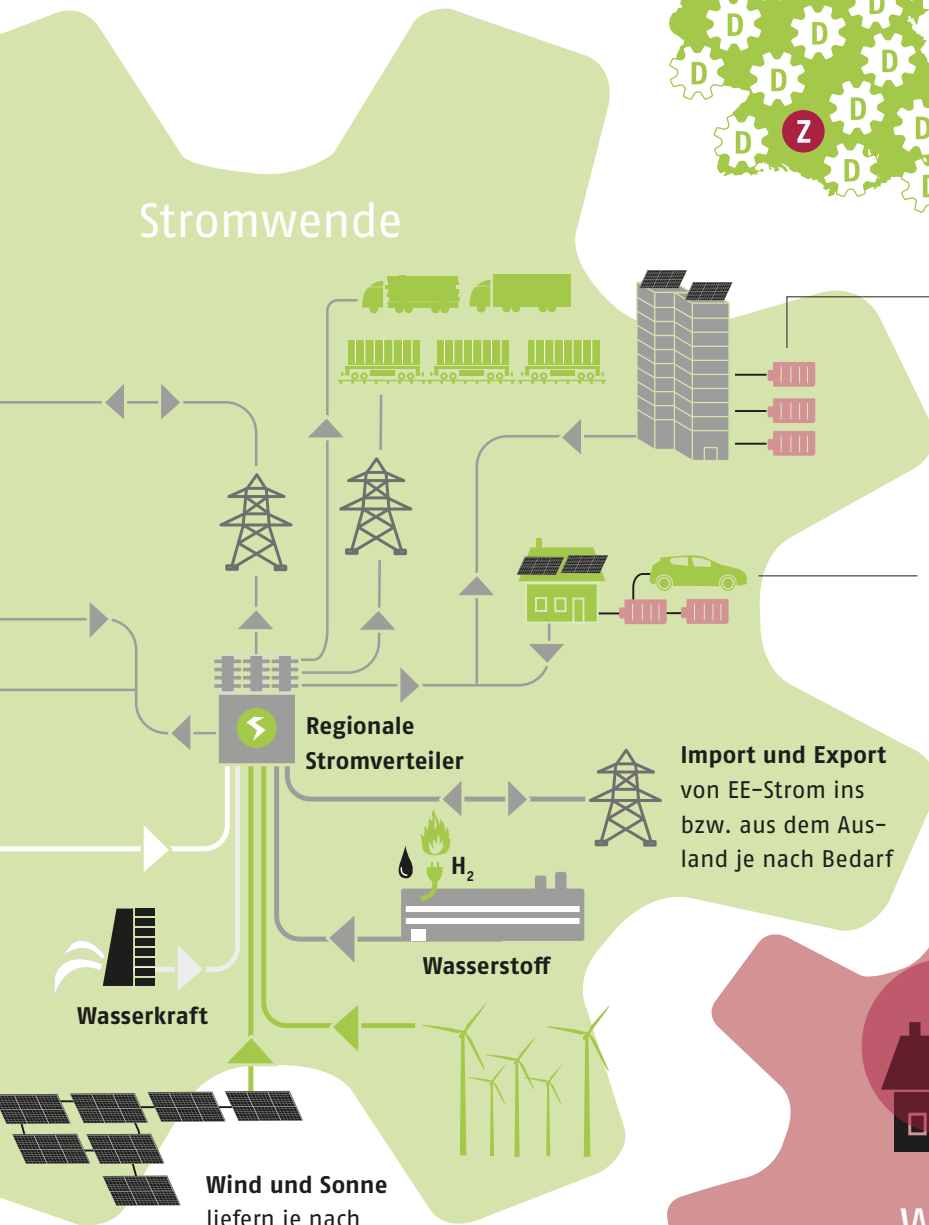 D
D
D
D
D
D
D
D
D
D
D
Z
Stromwende
Regionale
Stromverteiler
Import und Export
von EE-Strom ins
bzw. aus dem Aus-
land je nach Bedarf
H₂
Wasserstoff
Wasserkraft
Wind und Sonne
liefern je nach
W